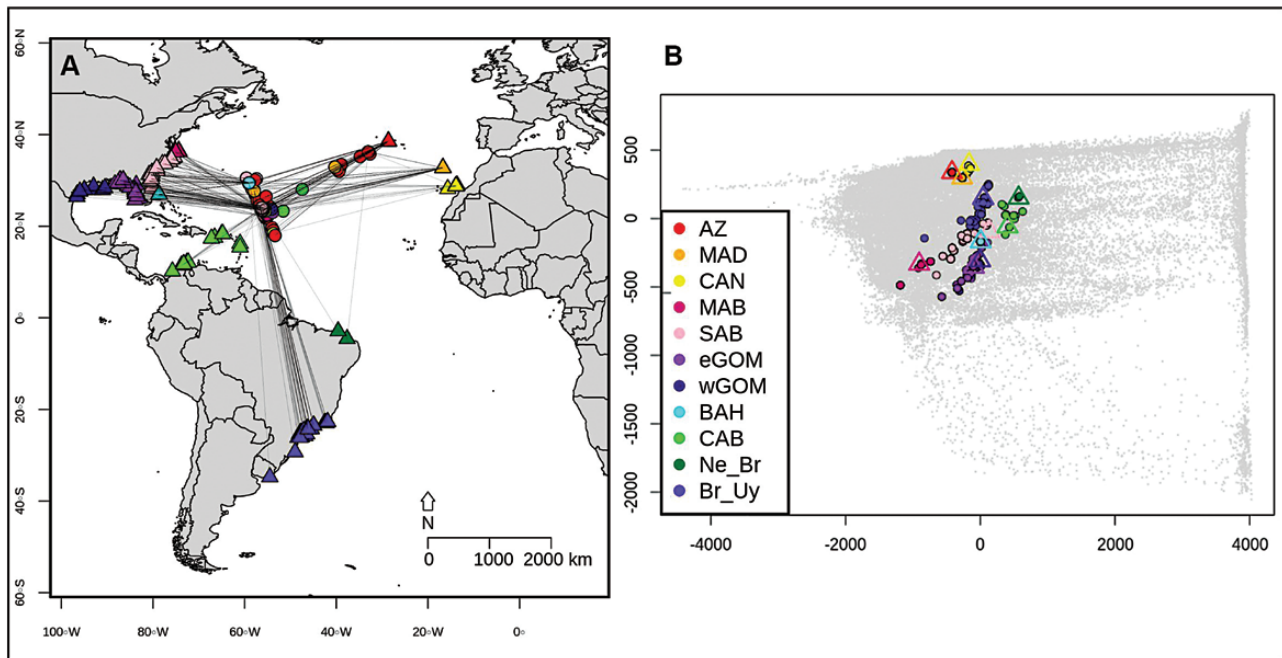 A
60°N
40°N
20°N
0°
20°S
40°S
60°S
100°W
80°W
60°W
40°W
20°W
0°
N
0 1000 2000 km
B
500
0
-500
-1000
-1500
-2000
-4000
-2000
0
2000
4000
AZ
MAD
CAN
MAB
SAB
eGOM
wGOM
BAH
CAB
Ne_Br
Br_Uy